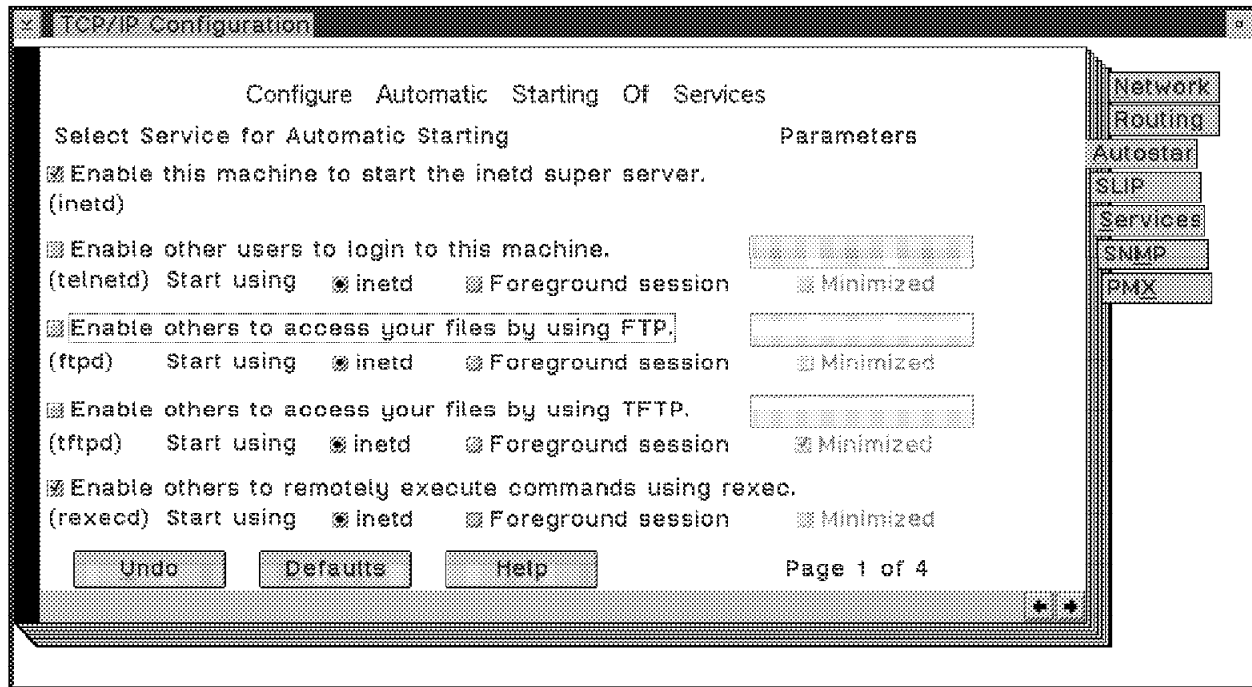 TCP/IP Configuration
Configure Automatic Starting Of Services
Select Service for Automatic Starting Parameters
Enable this machine to start the inetd super server.
(inetd)
Enable other users to login to this machine.
(telnetd) Start using inetd Foreground session Minimized
Enable others to access your files by using FTP.
(ftpd) Start using inetd Foreground session Minimized
Enable others to access your files by using TFTP.
(tftpd) Start using inetd Foreground session Minimized
Enable others to remotely execute commands using rexec.
(rexecd) Start using inetd Foreground session Minimized
Undo Defaults Help Page 1 of 4
Network
Routing
Autostar
SLIP
Services
SNMP
PMX